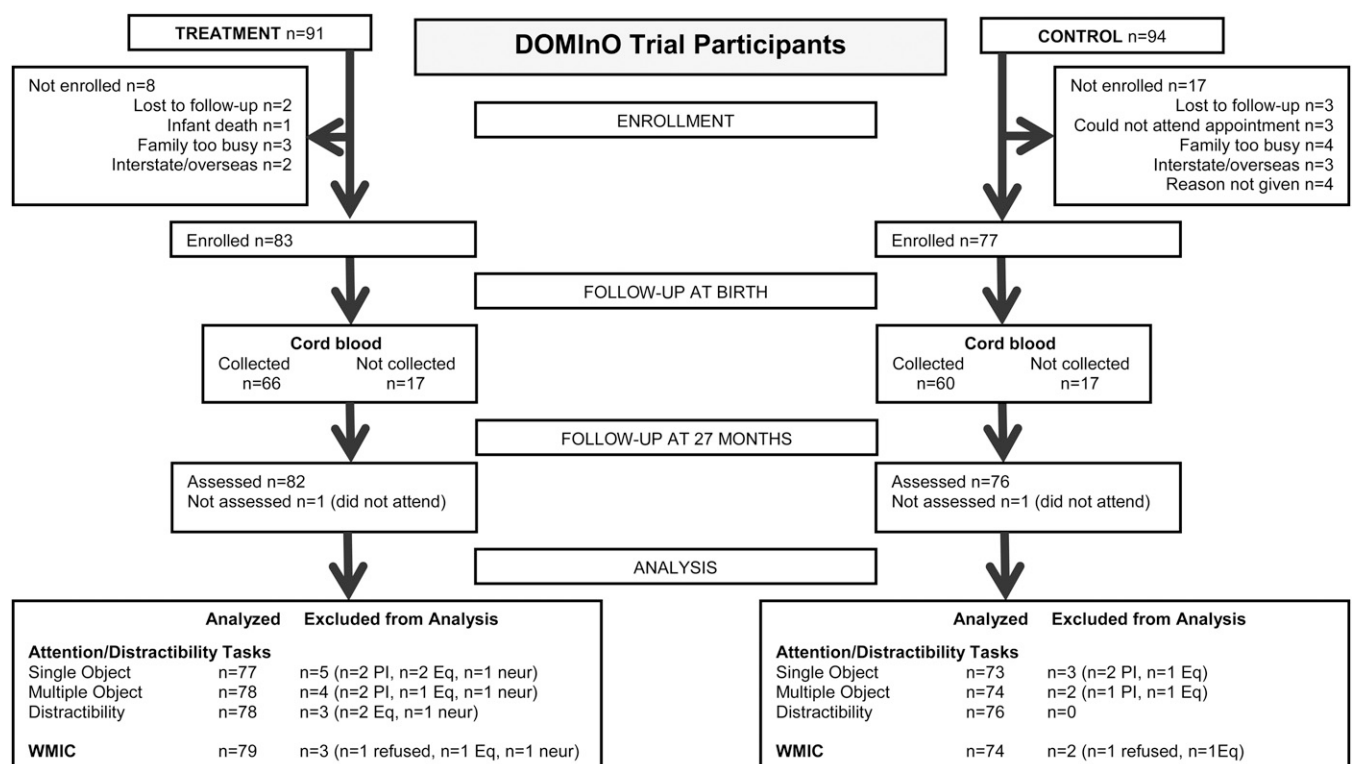 DOMInO Trial Participants
TREATMENT n=91
Not enrolled n=8
Lost to follow-up n=2
Infant death n=1
Family too busy n=3
Interstate/overseas n=2
CONTROL n=94
Not enrolled n=17
Lost to follow-up n=3
Could not attend appointment n=3
Family too busy n=4
Interstate/overseas n=3
Reason not given n=4
ENROLLMENT
Enrolled n=83
Enrolled n=77
FOLLOW-UP AT BIRTH
Cord blood
Collected Not collected
n=66 n=17
Cord blood
Collected Not collected
n=60 n=17
FOLLOW-UP AT 27 MONTHS
Assessed n=82
Not assessed n=1 (did not attend)
Assessed n=76
Not assessed n=1 (did not attend)
ANALYSIS
Analyzed Excluded from Analysis
Attention/Distractibility Tasks
Single Object n=77 n=5 (n=2 PI, n=2 Eq, n=1 neur)
Multiple Object n=78 n=4 (n=2 PI, n=1 Eq, n=1 neur)
Distractibility n=78 n=3 (n=2 Eq, n=1 neur)
WMIC n=79 n=3 (n=1 refused, n=1 Eq, n=1 neur)
Analyzed Excluded from Analysis
Attention/Distractibility Tasks
Single Object n=73 n=3 (n=2 PI, n=1 Eq)
Multiple Object n=74 n=2 (n=1 PI, n=1 Eq)
Distractibility n=76 n=0
WMIC n=74 n=2 (n=1 refused, n=1Eq)